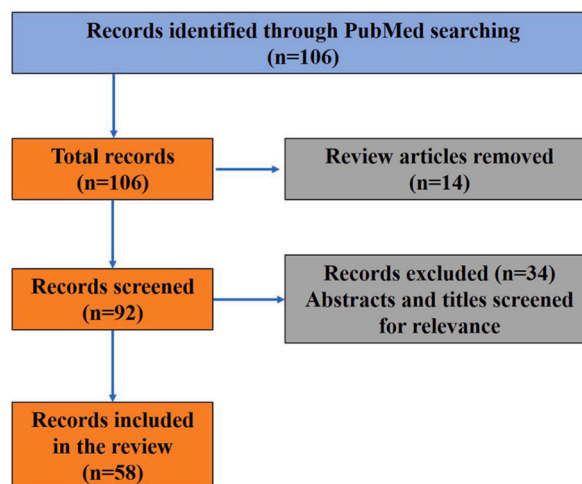 Records identified through PubMed searching
(n=106)
Total records
(n=106)
Review articles removed
(n=14)
Records screened
(n=92)
Records excluded (n=34)
Abstracts and titles screened
for relevance
Records included
in the review
(n=58)